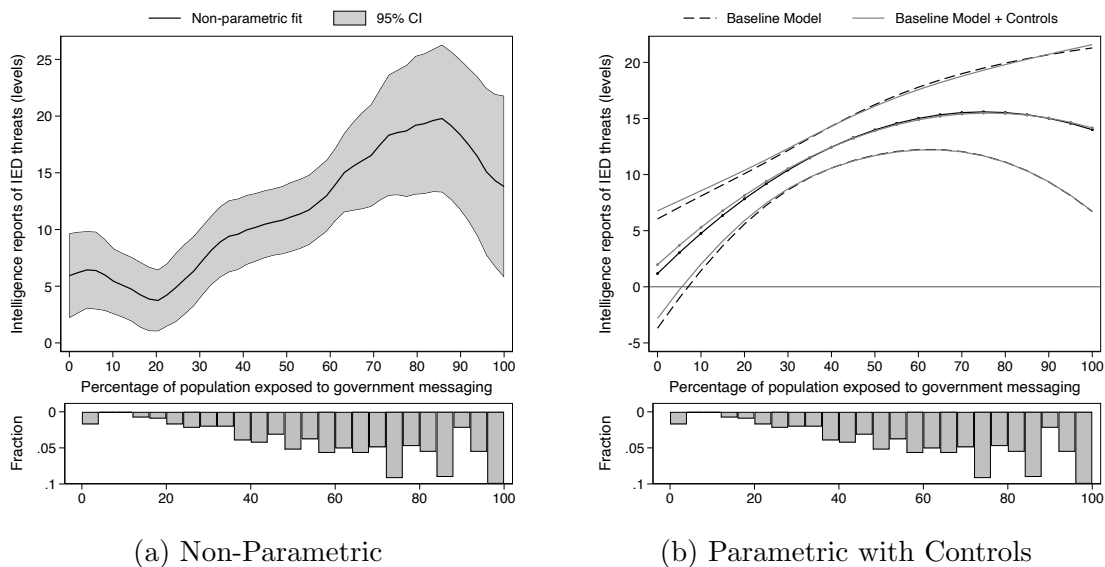 Non-parametric fit 95% CI
Intelligence reports of IED threats (levels)
25
20
15
10
5
0
0 10 20 30 40 50 60 70 80 90 100
Percentage of population exposed to government messaging
Fraction
0
.05
.1
0 20 40 60 80 100
(a) Non-Parametric
Baseline Model Baseline Model + Controls
Intelligence reports of IED threats (levels)
20
15
10
5
0
-5
0 10 20 30 40 50 60 70 80 90 100
Percentage of population exposed to government messaging
Fraction
0
.05
.1
0 20 40 60 80 100
(b) Parametric with Controls